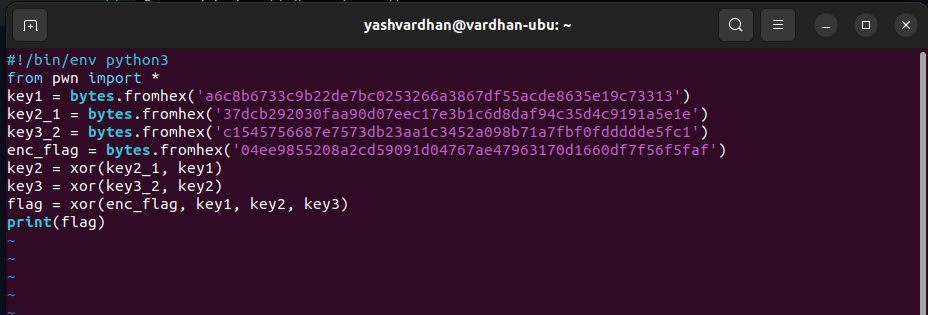 yashvardhan@vardhan-ubu: ~
#!/bin/env python3
from pwn import *
key1 = bytes.fromhex('a6c8b6733c9b22de7bc0253266a3867df55acde8635e19c73313')
key2_1 = bytes.fromhex('37dcb292030faa90d07eec17e3b1c6d8daf94c35d4c9191a5e1e')
key3_2 = bytes.fromhex('c1545756687e7573db23aa1c3452a098b71a7fbf0fddddde5fc1')
enc_flag = bytes.fromhex('04ee9855208a2cd59091d04767ae47963170d1660df7f56f5faf')
key2 = xor(key2_1, key1)
key3 = xor(key3_2, key2)
flag = xor(enc_flag, key1, key2, key3)
print(flag)
~
~
~
~
~